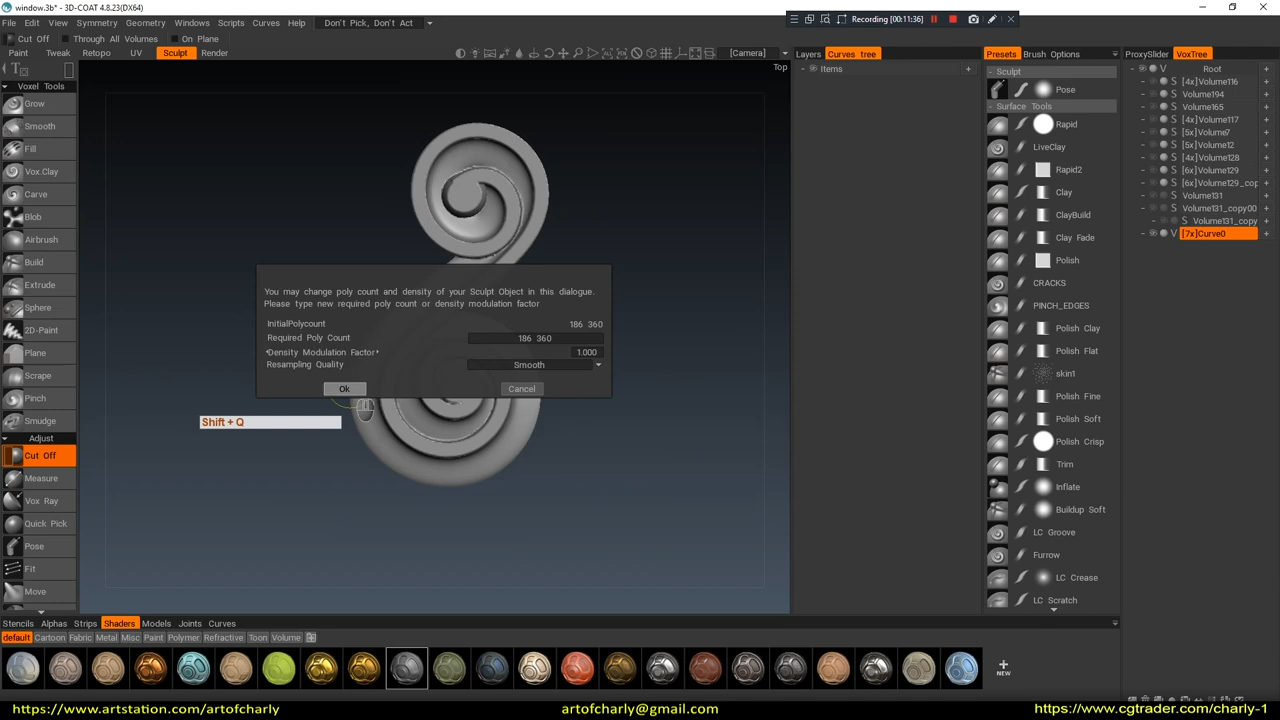 window.3b* - 3D-COAT 4.8.23(DX64)
File Edit View Symmetry Geometry Windows Scripts Curves Help Don't Pick, Don't Act
Recording [00:11:36]
Cut Off Through All Volumes On Plane
Paint Tweak Retopo UV Sculpt Render
[Camera]
Layers Curves tree
Presets Brush Options
ProxySlider VoxTree
Top
Voxel Tools
Grow
Smooth
Fill
Vox.Clay
Carve
Blob
Airbrush
Build
Extrude
Sphere
2D-Paint
Plane
Scrape
Pinch
Smudge
Adjust
Cut Off
Measure
Vox Ray
Quick Pick
Pose
Fit
Move
You may change poly count and density of your Sculpt Object in this dialogue.
Please type new required poly count or density modulation factor
InitialPolycount 186 360
Required Poly Count 186 360
Density Modulation Factor 1.000
Resampling Quality Smooth
Ok Cancel
Shift + Q
Items +
Sculpt
Pose
Surface Tools
Rapid
LiveClay
Rapid2
Clay
ClayBuild
Clay Fade
Polish
CRACKS
PINCH_EDGES
Polish Clay
Polish Flat
skin1
Polish Fine
Polish Soft
Polish Crisp
Trim
Inflate
Buildup Soft
LC Groove
Furrow
LC Crease
LC Scratch
Root +
S [4x]Volume116 +
S Volume194 +
S Volume165 +
S [4x]Volume117 +
S [5x]Volume7 +
S [5x]Volume12 +
S [4x]Volume128 +
S [6x]Volume129 +
S [6x]Volume129_cop +
S Volume131 +
S Volume131_copy00 +
S Volume131_copy +
V [7x]Curve0 +
Stencils Alphas Strips Shaders Models Joints Curves
default Cartoon Fabric Metal Misc Paint Polymer Refractive Toon Volume
NEW
https://www.artstation.com/artofcharly artofcharly@gmail.com https://www.cgtrader.com/charly-1